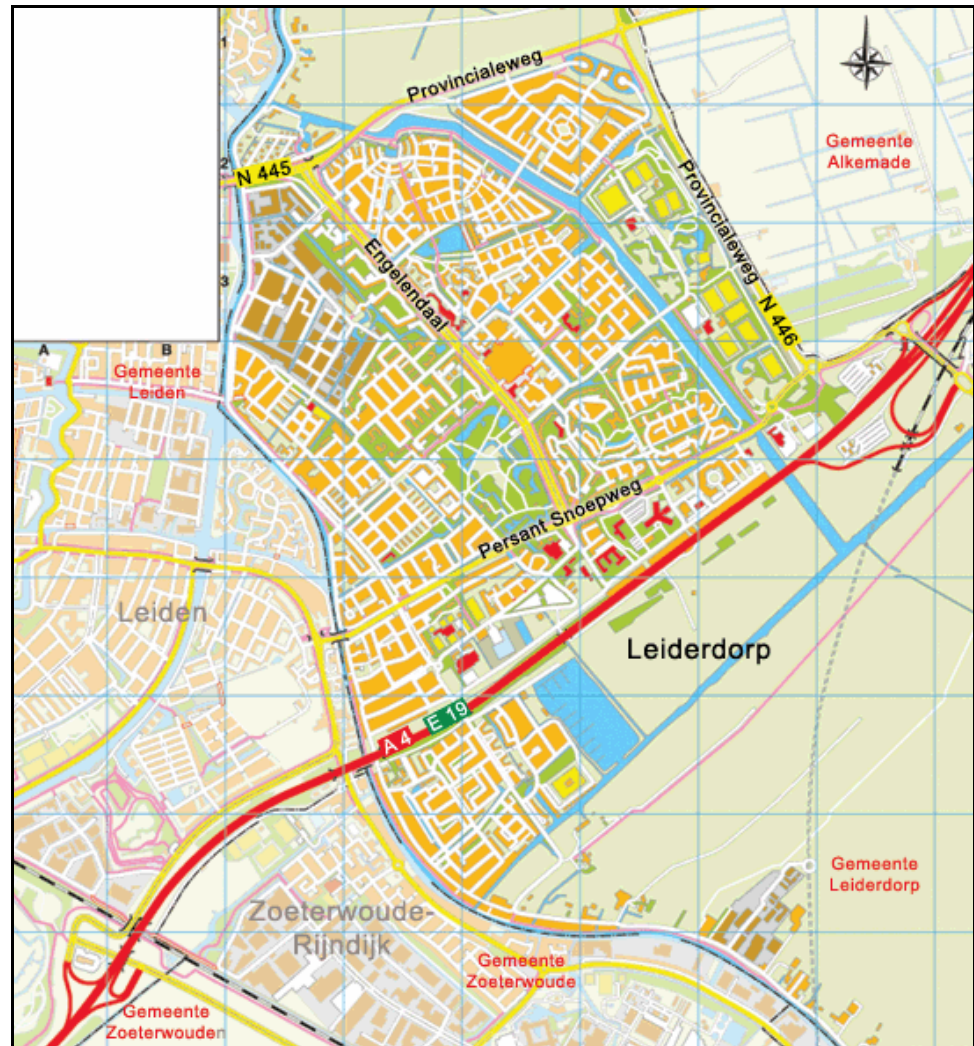 1
Provincialeweg
Gemeente
Alkemade
2
N 445
Provincialeweg
Engelendaal
3
N 446
A
B
Gemeente
Leiden
Persant Snoepweg
Leiden
Leiderdorp
E 19
A 4
Gemeente
Leiderdorp
Zoeterwoude-
Rijndijk
Gemeente
Zoeterwoude
Gemeente
Zoeterwouden